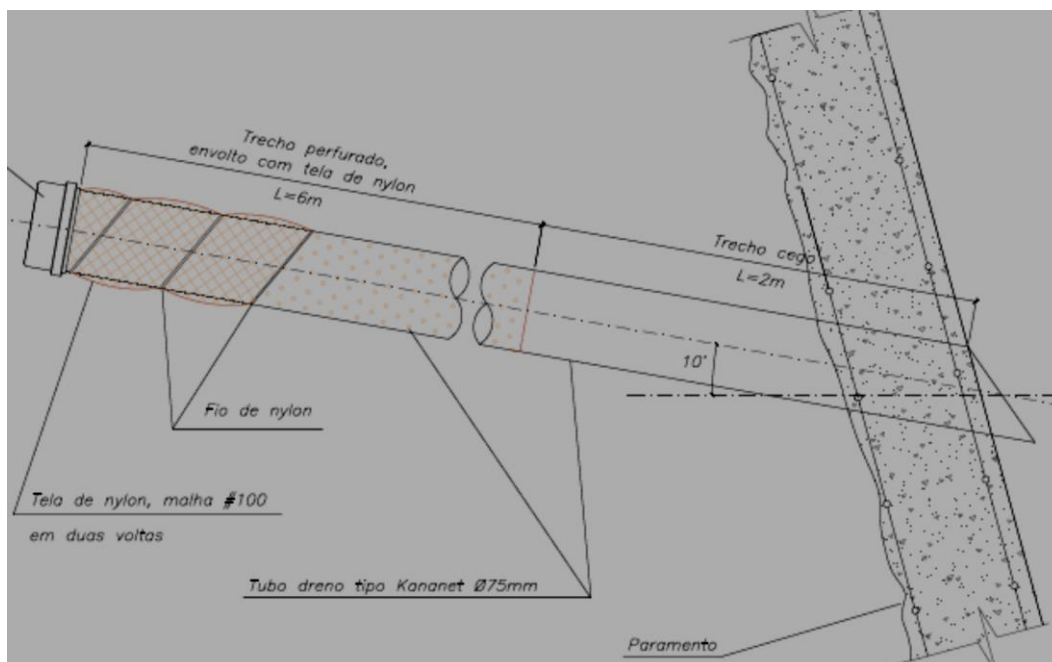 Trecho perfurado,
envolto com tela de nylon
L=6m
Trecho cego
L=2m
10°
Fio de nylon
Tela de nylon, malha #100
em duas voltas
Tubo dreno tipo Kananet Ø75mm
Paramento